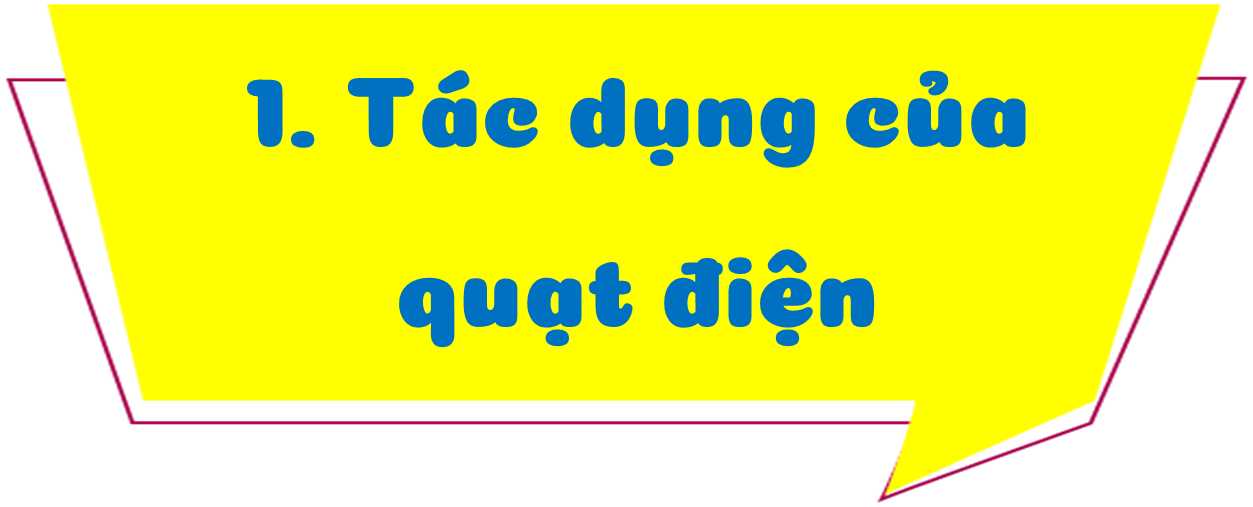 1. Tác dụng của
quạt điện